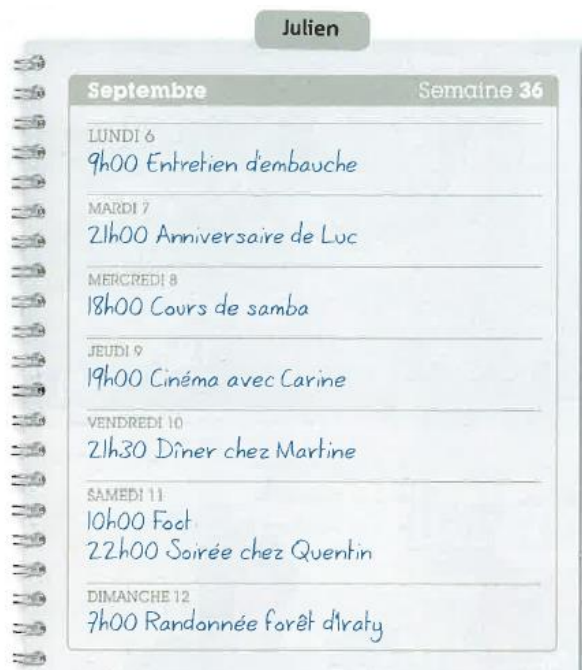 Julien
Septembre Semaine 36
LUNDI 6
9h00 Entretien d'embauche
MARDI 7
21h00 Anniversaire de Luc
MERCREDI 8
18h00 Cours de samba
JEUDI 9
19h00 Cinéma avec Carine
VENDREDI 10
21h30 Dîner chez Martine
SAMEDI 11
10h00 Foot
22h00 Soirée chez Quentin
DIMANCHE 12
7h00 Randonnée forêt d'Iraty